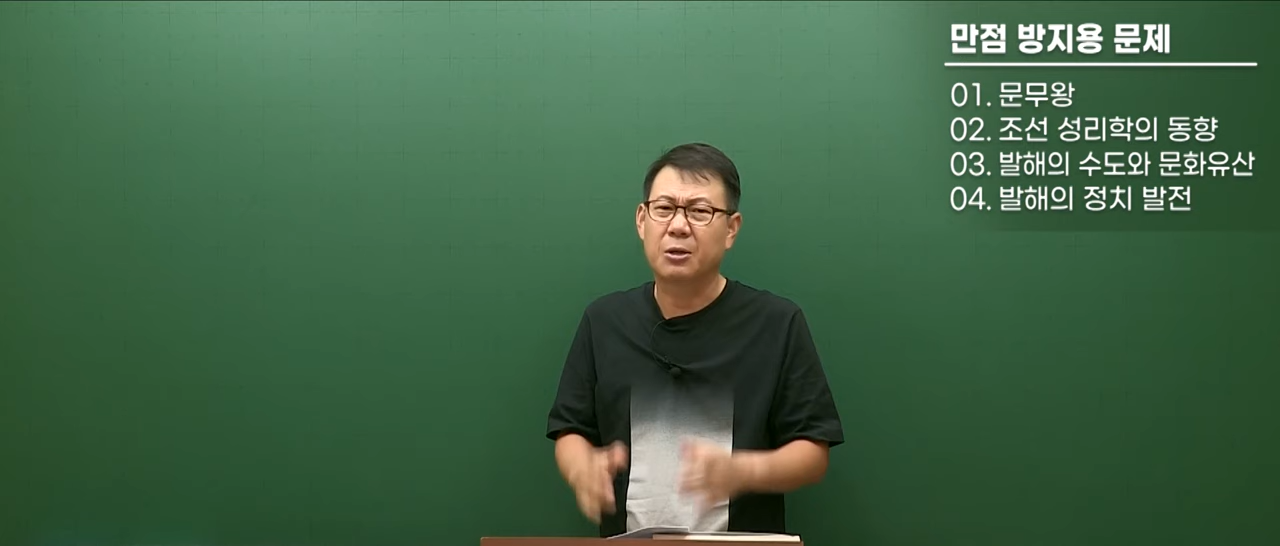 만점 방지용 문제
01. 문무왕
02. 조선 성리학의 동향
03. 발해의 수도와 문화유산
04. 발해의 정치 발전